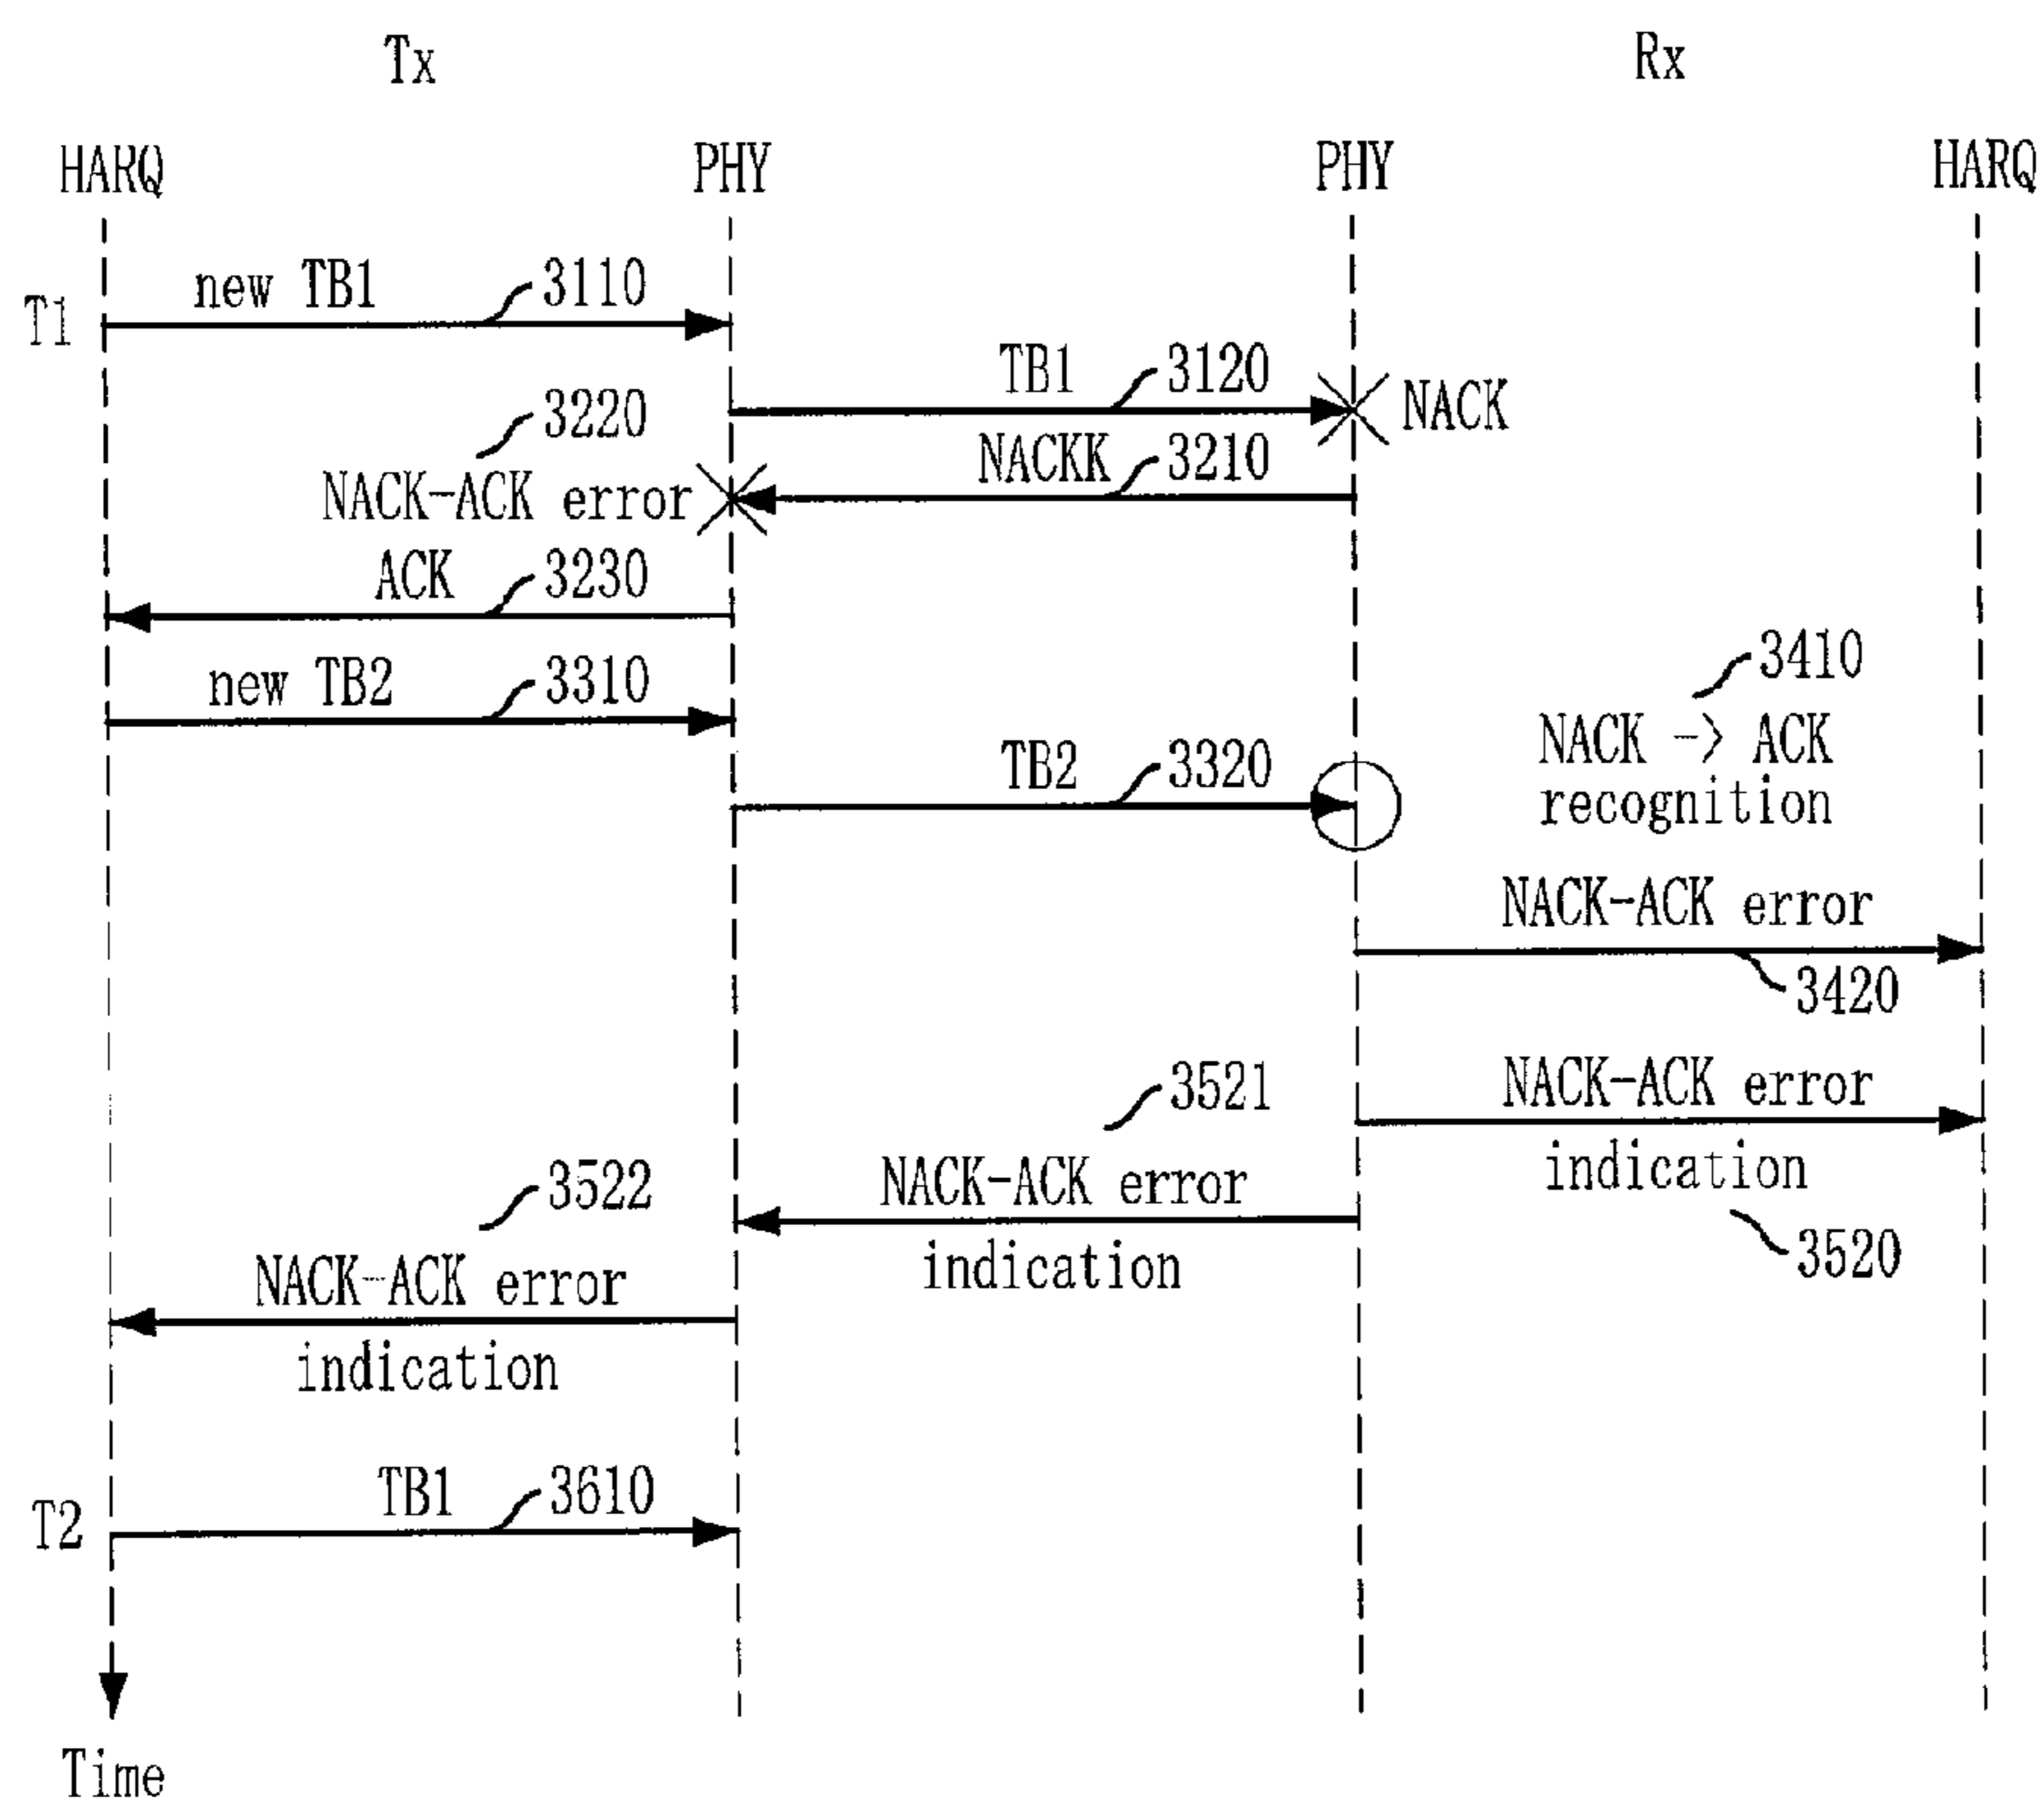 Tx Rx
HARQ PHY PHY HARQ
new TB1 3110
T1
TB1 3120
NACK
3220
NACKK 3210
NACK-ACK error
ACK 3230
3410
new TB2 3310
NACK -> ACK
recognition
TB2 3320
NACK-ACK error
3420
3521
NACK-ACK error
indication
3520
3522
NACK-ACK error
indication
NACK-ACK error
indication
TB1 3610
T2
Time